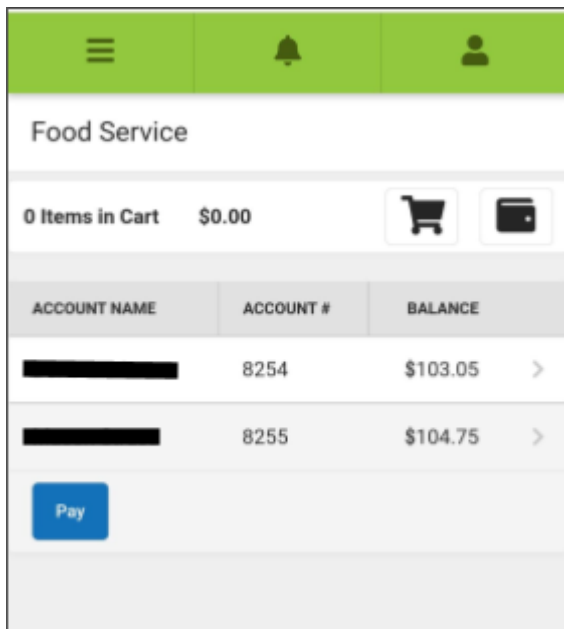 Food Service
0 Items in Cart $0.00
ACCOUNT NAME ACCOUNT # BALANCE
8254 $103.05
8255 $104.75
Pay